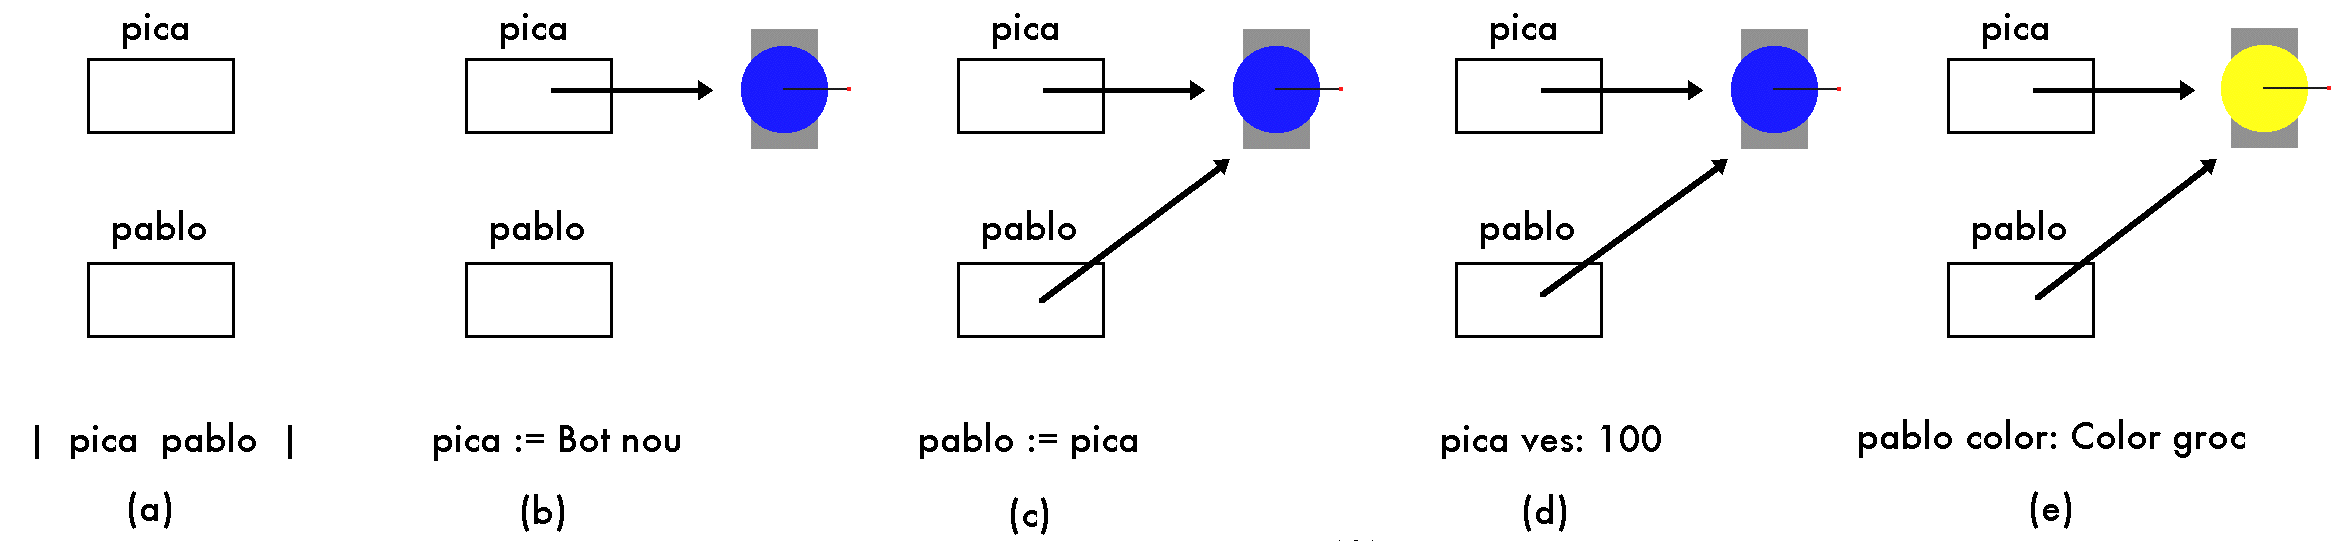 pica
pablo
| pica pablo |
(a)
pica
pablo
pica := Bot nou
(b)
pica
pablo
pablo := pica
(c)
pica
pablo
pica ves: 100
(d)
pica
pablo
pablo color: Color groc
(e)